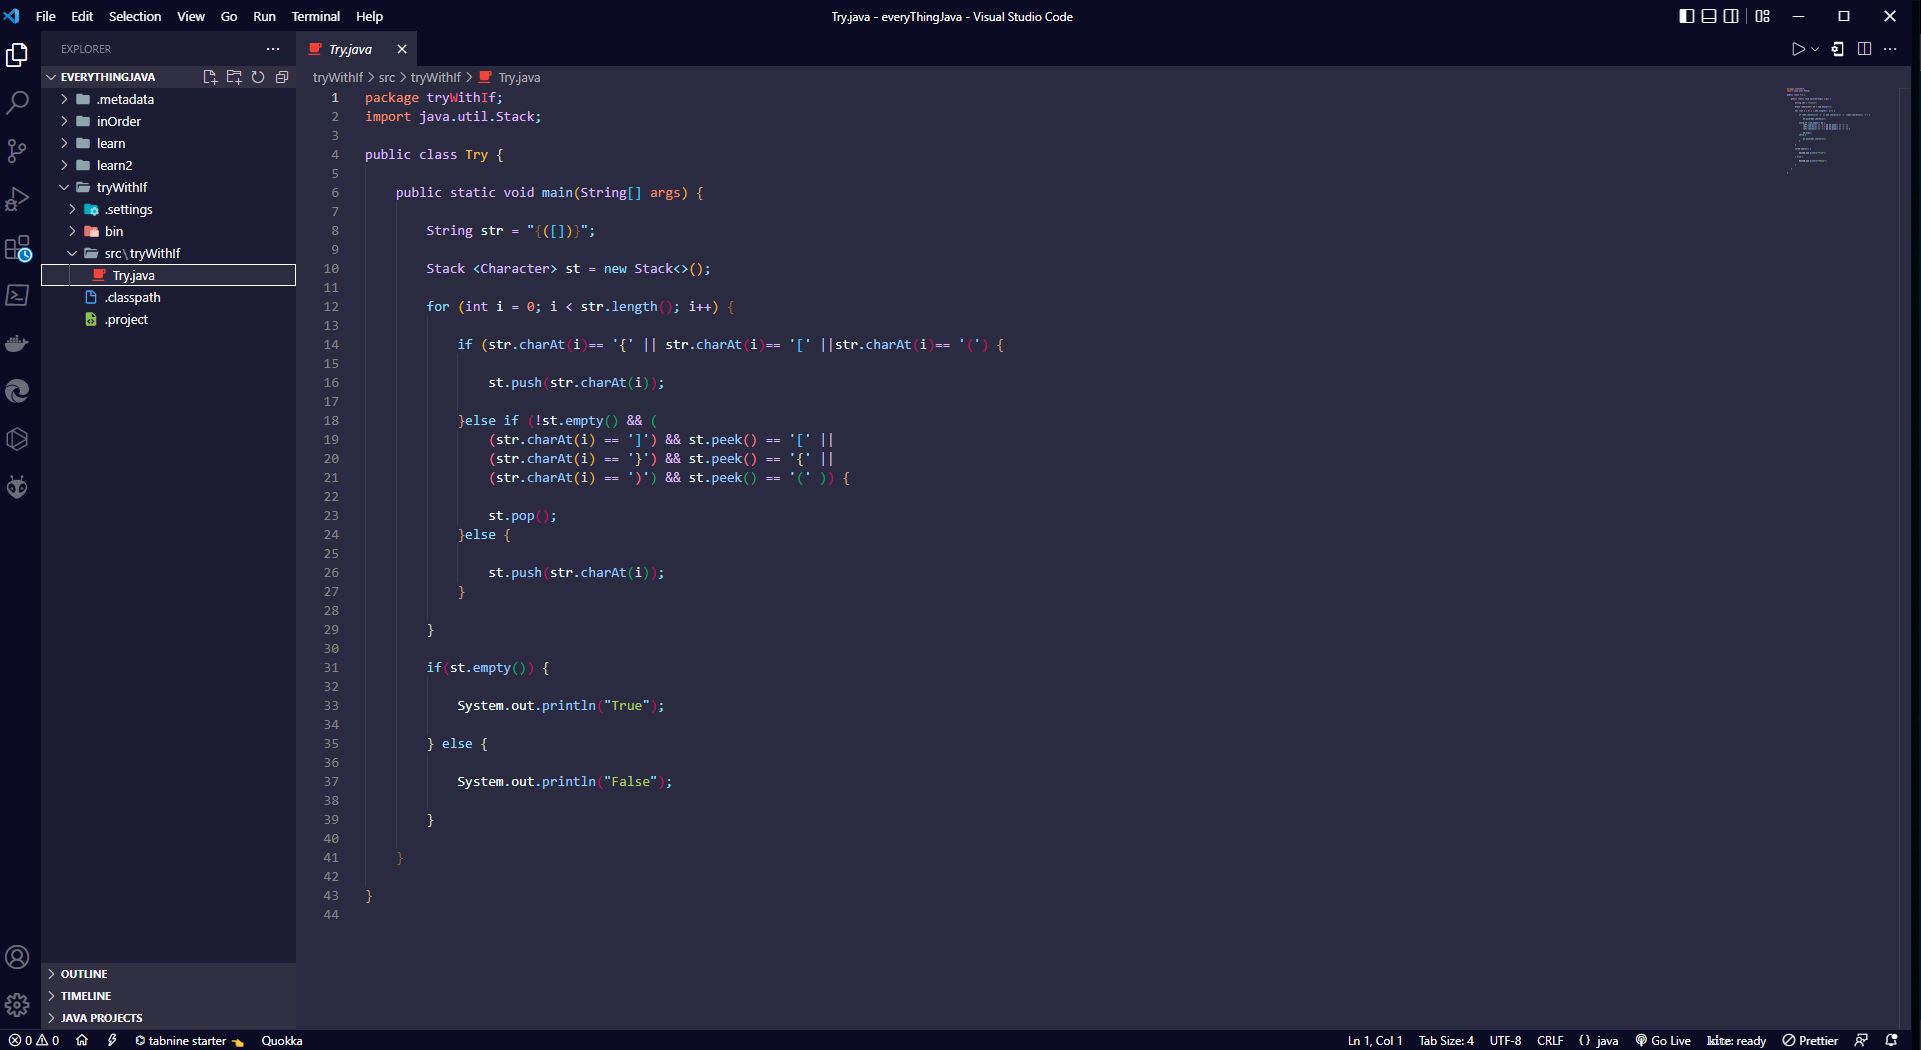 File Edit Selection View Go Run Terminal Help
Try.java - everyThingJava - Visual Studio Code
EXPLORER
EVERYTHINGJAVA
.metadata
inOrder
learn
learn2
tryWithIf
.settings
bin
src\tryWithIf
Try.java
.classpath
.project
OUTLINE
TIMELINE
JAVA PROJECTS
Try.java
tryWithIf > src > tryWithIf > Try.java
1 package tryWithIf;
2 import java.util.Stack;
3
4 public class Try {
5
6 public static void main(String[] args) {
7
8 String str = "{([])}";
9
10 Stack <Character> st = new Stack<>();
11
12 for (int i = 0; i < str.length(); i++) {
13
14 if (str.charAt(i)== '{' || str.charAt(i)== '[' ||str.charAt(i)== '(') {
15
16 st.push(str.charAt(i));
17
18 }else if (!st.empty() && (
19 (str.charAt(i) == ']') && st.peek() == '[' ||
20 (str.charAt(i) == '}') && st.peek() == '{' ||
21 (str.charAt(i) == ')') && st.peek() == '(' )) {
22
23 st.pop();
24 }else {
25
26 st.push(str.charAt(i));
27 }
28
29 }
30
31 if(st.empty()) {
32
33 System.out.println("True");
34
35 } else {
36
37 System.out.println("False");
38
39 }
40
41 }
42
43 }
44
0 0 tabnine starter Quokka
Ln 1, Col 1 Tab Size: 4 UTF-8 CRLF {} java Go Live kite: ready Prettier